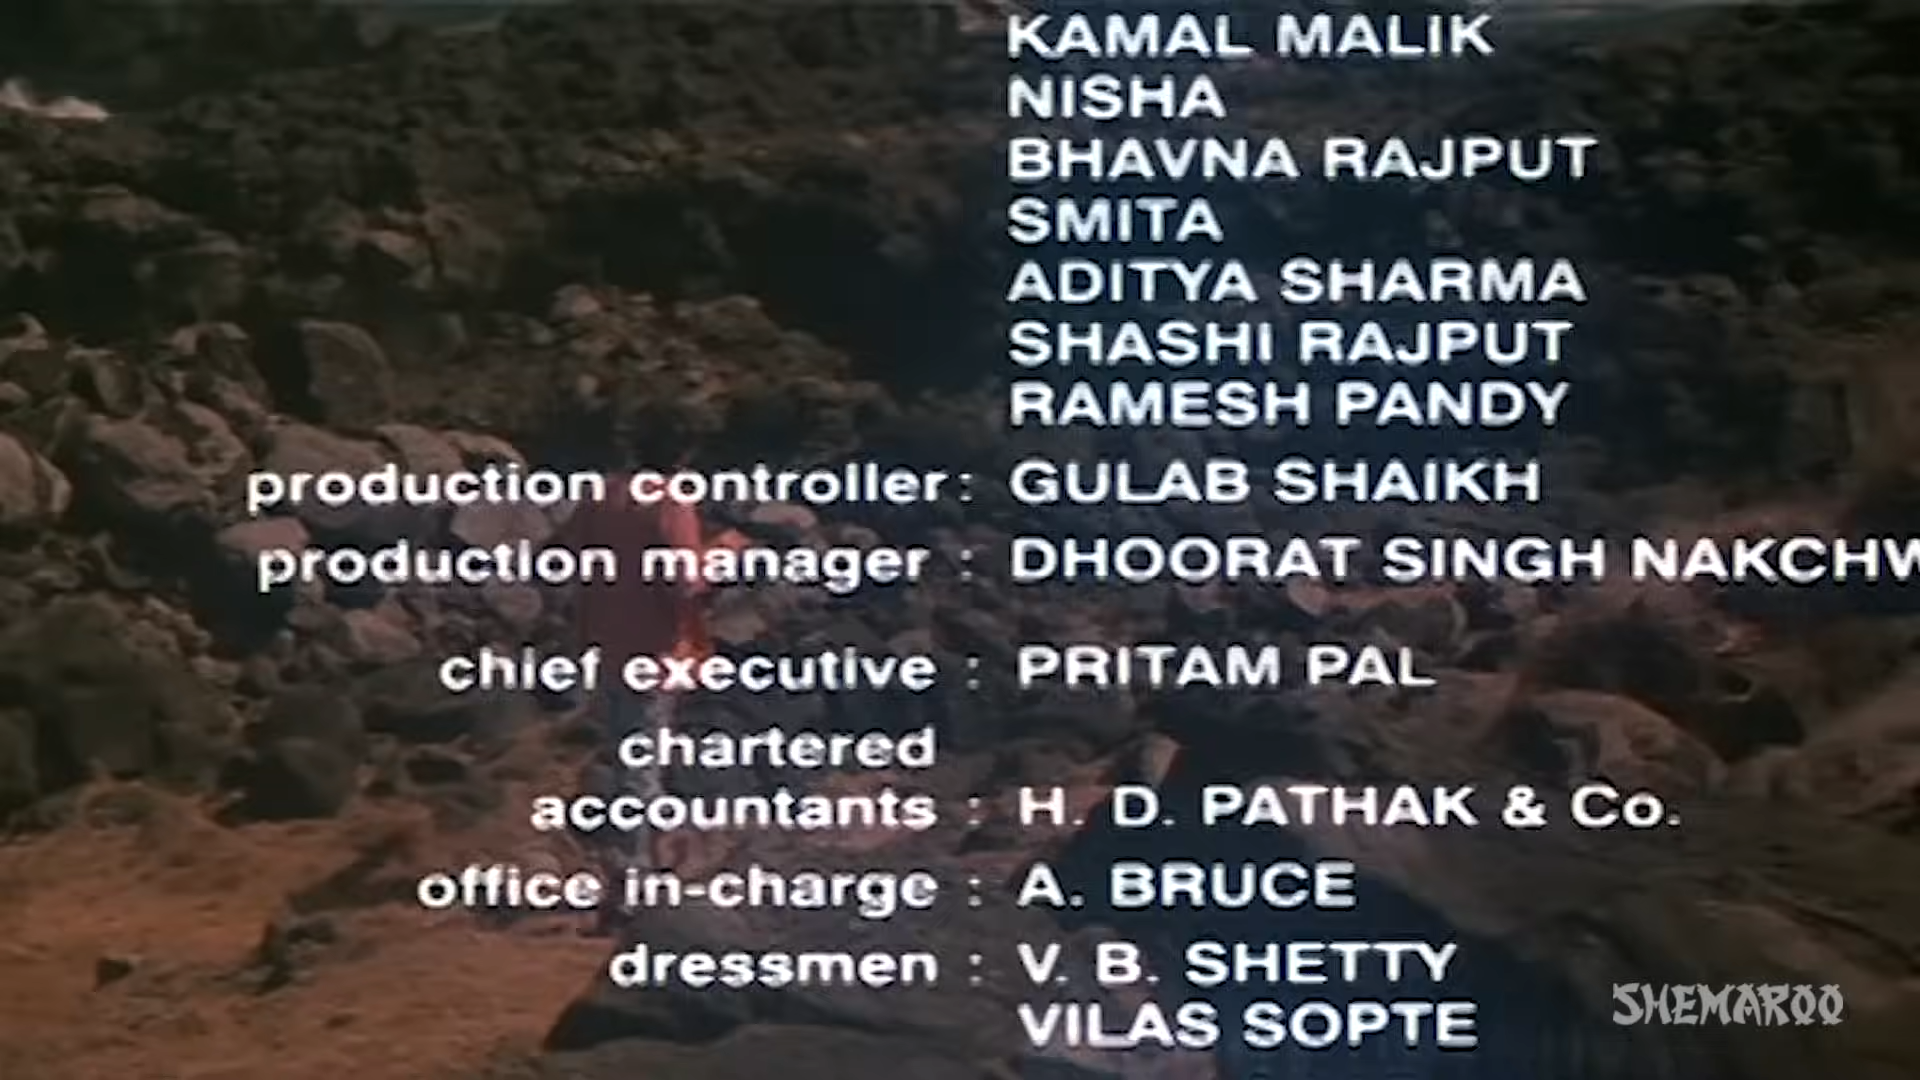 KAMAL MALIK
NISHA
BHAVNA RAJPUT
SMITA
ADITYA SHARMA
SHASHI RAJPUT
RAMESH PANDY
production controller : GULAB SHAIKH
production manager : DHOORAT SINGH
chief executive : PRITAM PAL
chartered
accountants : H. D. PATHAK & Co.
office in-charge : A. BRUCE
dressmen : V. B. SHETTY
VILAS SOPTE
SHEMAROO